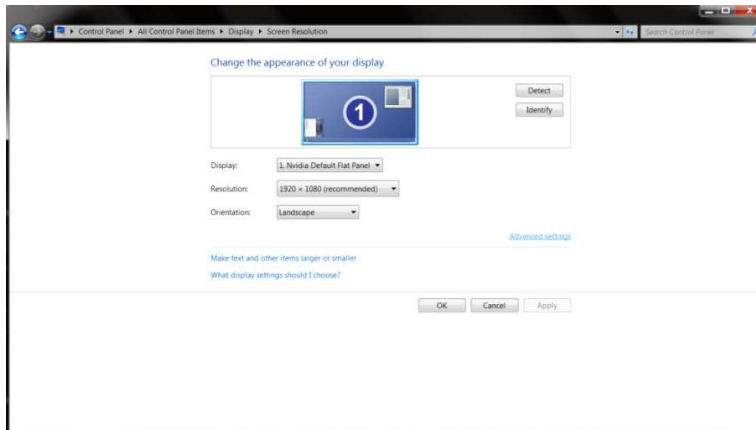 Control Panel ▸ All Control Panel Items ▸ Display ▸ Screen Resolution
Search Control Panel
Change the appearance of your display
1
Detect
Identify
Display: 1. Nvidia Default Flat Panel
Resolution: 1920 × 1080 (recommended)
Orientation: Landscape
Advanced settings
Make text and other items larger or smaller
What display settings should I choose?
OK Cancel Apply